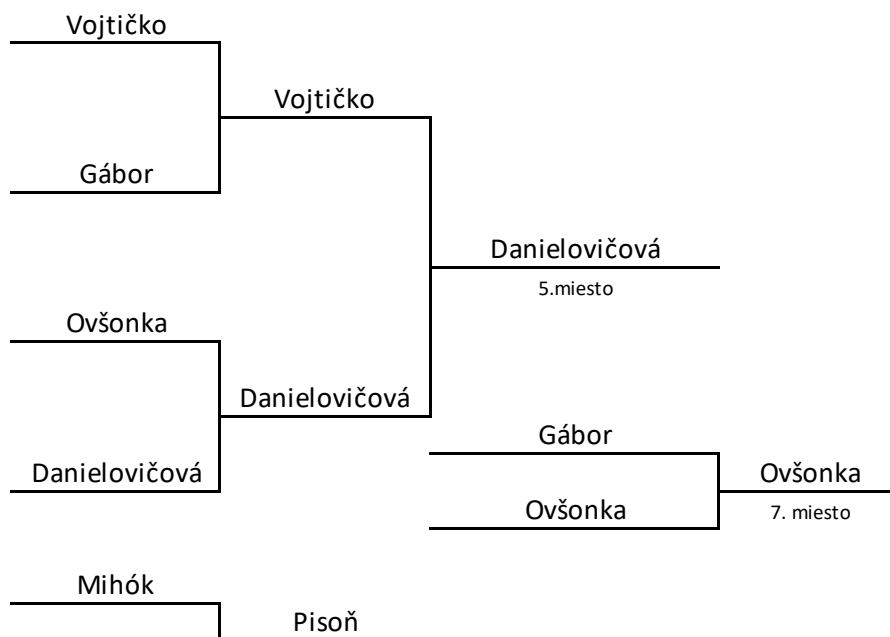 Vojtičko
Vojtičko
Gábor
Danielovičová
5.miesto
Ovšonka
Danielovičová
Gábor
Danielovičová
Ovšonka
Ovšonka
7. miesto
Mihók
Pisoň